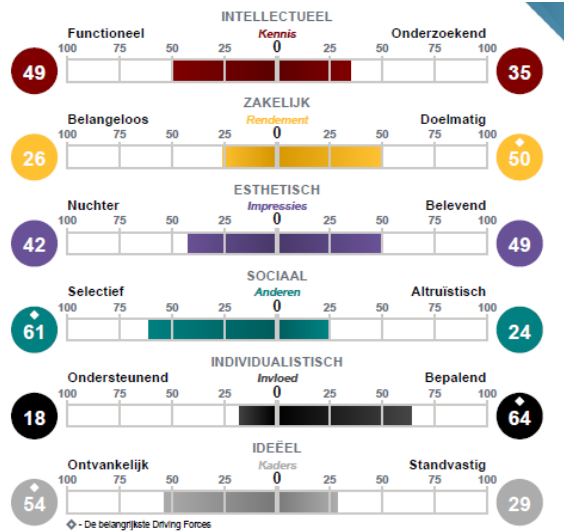 INTELLECTUEEL
Functioneel Kennis Onderzoekend
100 75 50 25 0 25 50 75 100
49 35
ZAKELIJK
Belangeloos Rendement Doelmatig
100 75 50 25 0 25 50 75 100
26 50
ESTHETISCH
Nuchter Impressies Belevend
100 75 50 25 0 25 50 75 100
42 49
SOCIAAL
Selectief Anderen Altruïstisch
100 75 50 25 0 25 50 75 100
61 24
INDIVIDUALISTISCH
Ondersteunend Invloed Bepalend
100 75 50 25 0 25 50 75 100
18 64
IDEËEL
Ontvankelijk Kaders Standvastig
100 75 50 25 0 25 50 75 100
54 29
- De belangrijkste Driving Forces